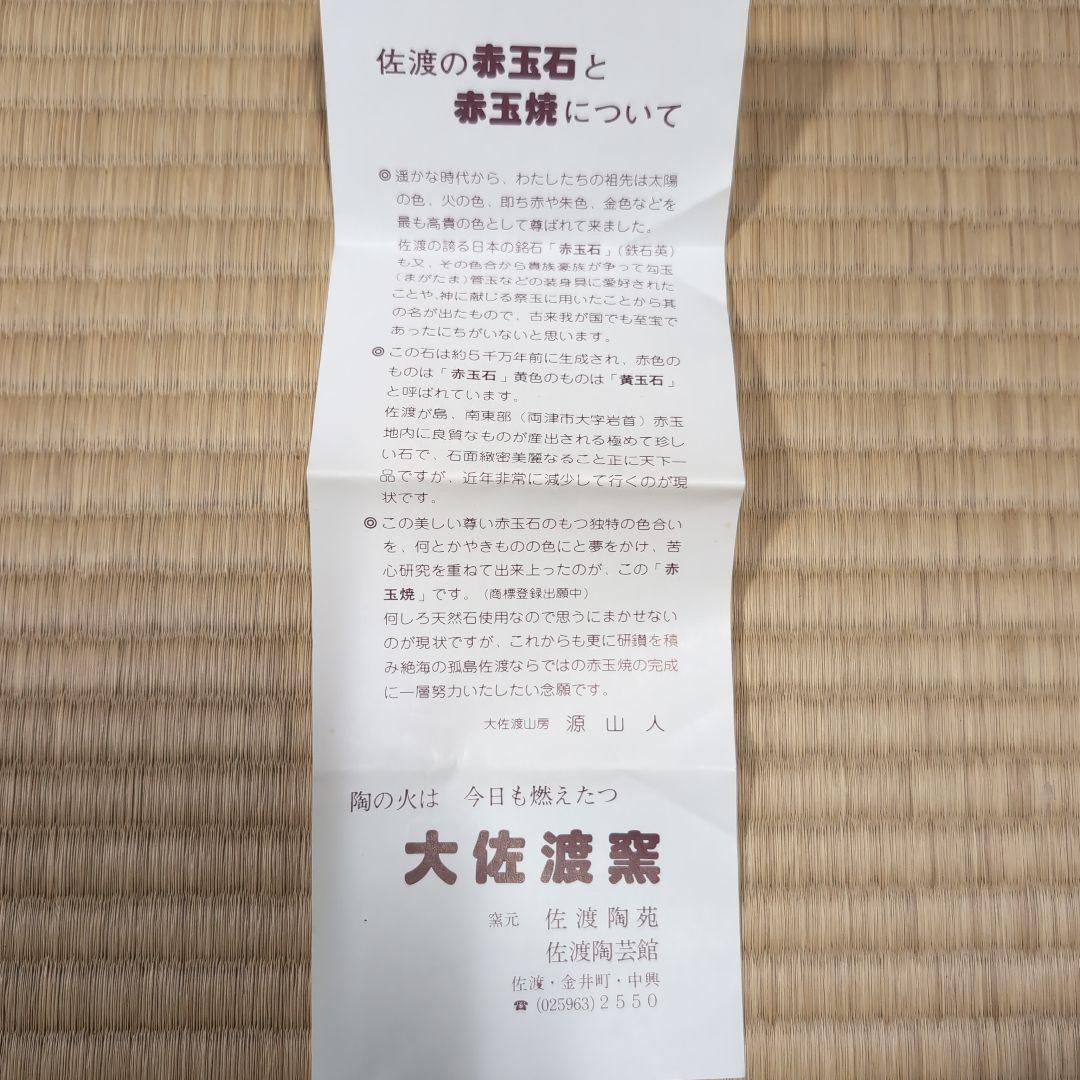 佐渡の赤玉石と
赤玉焼について
◎遥かな時代から、わたしたちの祖先は太陽
の色、火の色、即ち赤や朱色、金色などを
最も高貴の色として尊ばれて来ました。
佐渡の誇る日本の銘石「赤玉石」(鉄石英)
も又、その色合から貴族豪族が争って勾玉
(まがたま)管玉などの装身具に愛好された
ことや、神に献じる祭玉に用いたことから其
の名が出たもので、古来我が国でも至宝で
あったにちがいないと思います。
◎この石は約5千万年前に生成され、赤色の
ものは「赤玉石」黄色のものは「黄玉石」
と呼ばれています。
佐渡が島、南東部(両津市大字岩首)赤玉
地内に良質なものが産出される極めて珍し
い石で、石面緻密美麗なること正に天下一
品ですが、近年非常に減少して行くのが現
状です。
◎この美しい尊い赤玉石のもつ独特の色合い
を、何とかやきものの色にと夢をかけ、苦
心研究を重ねて出来上ったのが、この「赤
玉焼」です。(商標登録出願中)
何しろ天然石使用なので思うにまかせない
のが現状ですが、これからも更に研鑽を積
み絶海の孤島佐渡ならではの赤玉焼の完成
に一層努力いたしたい念願です。
大佐渡山房 源山人
陶の火は 今日も燃えたつ
大佐渡窯
窯元 佐渡陶苑
佐渡陶芸館
佐渡・金井町・中興
☎(025963)2550